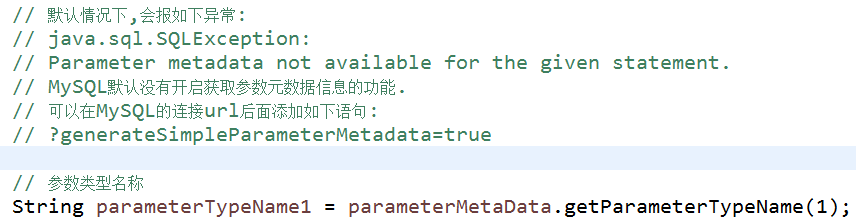 // 默认情况下,会报如下异常:
// java.sql.SQLException:
// Parameter metadata not available for the given statement.
// MySQL默认没有开启获取参数元数据信息的功能.
// 可以在MySQL的连接url后面添加如下语句:
// ?generateSimpleParameterMetadata=true
// 参数类型名称
String parameterTypeName1 = parameterMetaData.getParameterTypeName(1);